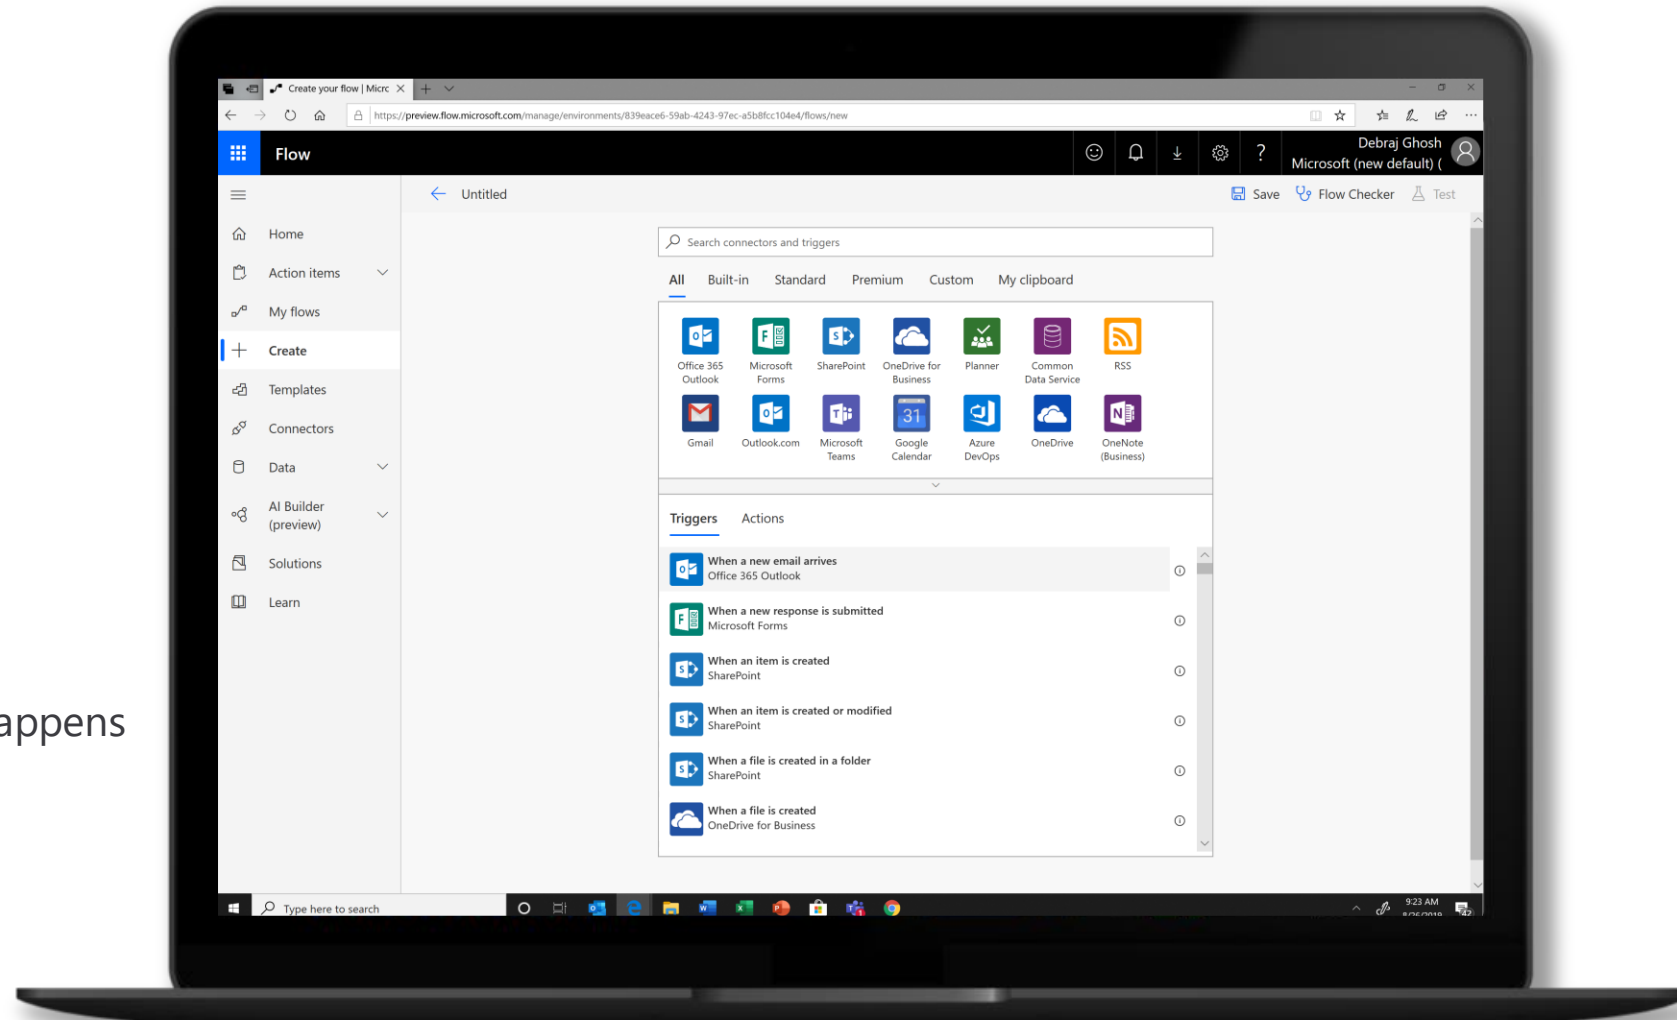 Create your flow | Micrc
https://preview.flow.microsoft.com/manage/environments/839eace6-59ab-4243-97ec-a5b8fcc104e4/flows/new
Flow
Debraj Ghosh
Microsoft (new default) (
Untitled
Save
Flow Checker
Test
Home
Action items
My flows
Create
Templates
Connectors
Data
AI Builder
(preview)
Solutions
Learn
Search connectors and triggers
All Built-in Standard Premium Custom My clipboard
Office 365
Outlook
Microsoft
Forms
SharePoint
OneDrive for
Business
Planner
Common
Data Service
RSS
Gmail
Outlook.com
Microsoft
Teams
31
Google
Calendar
Azure
DevOps
OneDrive
OneNote
(Business)
Triggers Actions
When a new email arrives
Office 365 Outlook
When a new response is submitted
Microsoft Forms
When an item is created
SharePoint
When an item is created or modified
SharePoint
When a file is created in a folder
SharePoint
When a file is created
OneDrive for Business
appens
Type here to search
9:23 AM
8/26/2019
42